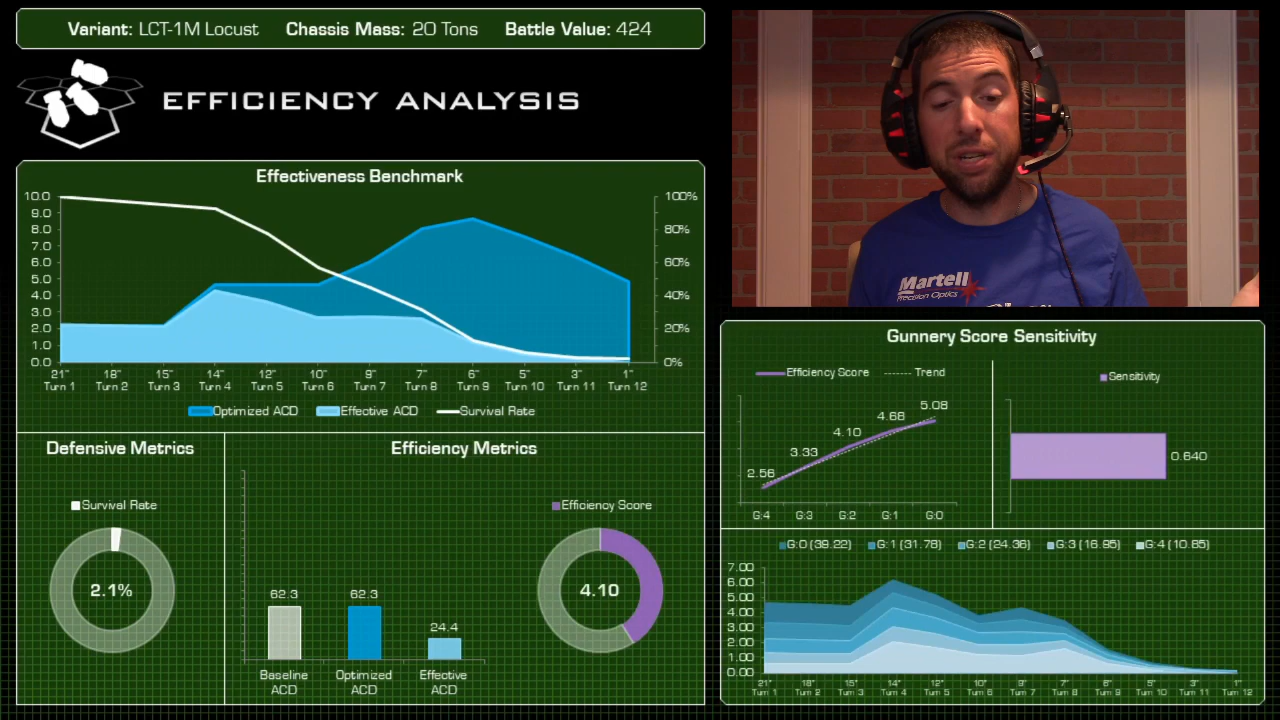 Variant: LCT-1M Locust Chassis Mass: 20 Tons Battle Value: 424
EFFICIENCY ANALYSIS
Effectiveness Benchmark
10.0
9.0
8.0
7.0
6.0
5.0
4.0
3.0
2.0
1.0
0.0
100%
80%
60%
40%
20%
0%
21" 18" 15" 14" 12" 10" 9" 7" 6" 5" 3" 1"
Turn 1 Turn 2 Turn 3 Turn 4 Turn 5 Turn 6 Turn 7 Turn 8 Turn 9 Turn 10 Turn 11 Turn 12
Optimized ACD Effective ACD Survival Rate
Defensive Metrics
Survival Rate
2.1%
Efficiency Metrics
62.3 62.3 24.4
Baseline ACD
Optimized ACD
Effective ACD
Efficiency Score
4.10
Martell
Precision Optics
Gunnery Score Sensitivity
Efficiency Score Trend
2.56 3.33 4.10 4.68 5.08
G:4 G:3 G:2 G:1 G:0
Sensitivity
0.640
G:0 (39.22) G:1 (31.78) G:2 (24.36) G:3 (16.95) G:4 (10.85)
7.00
6.00
5.00
4.00
3.00
2.00
1.00
0.00
21" 18" 15" 14" 12" 10" 9" 7" 6" 5" 3" 1"
Turn 1 Turn 2 Turn 3 Turn 4 Turn 5 Turn 6 Turn 7 Turn 8 Turn 9 Turn 10 Turn 11 Turn 12